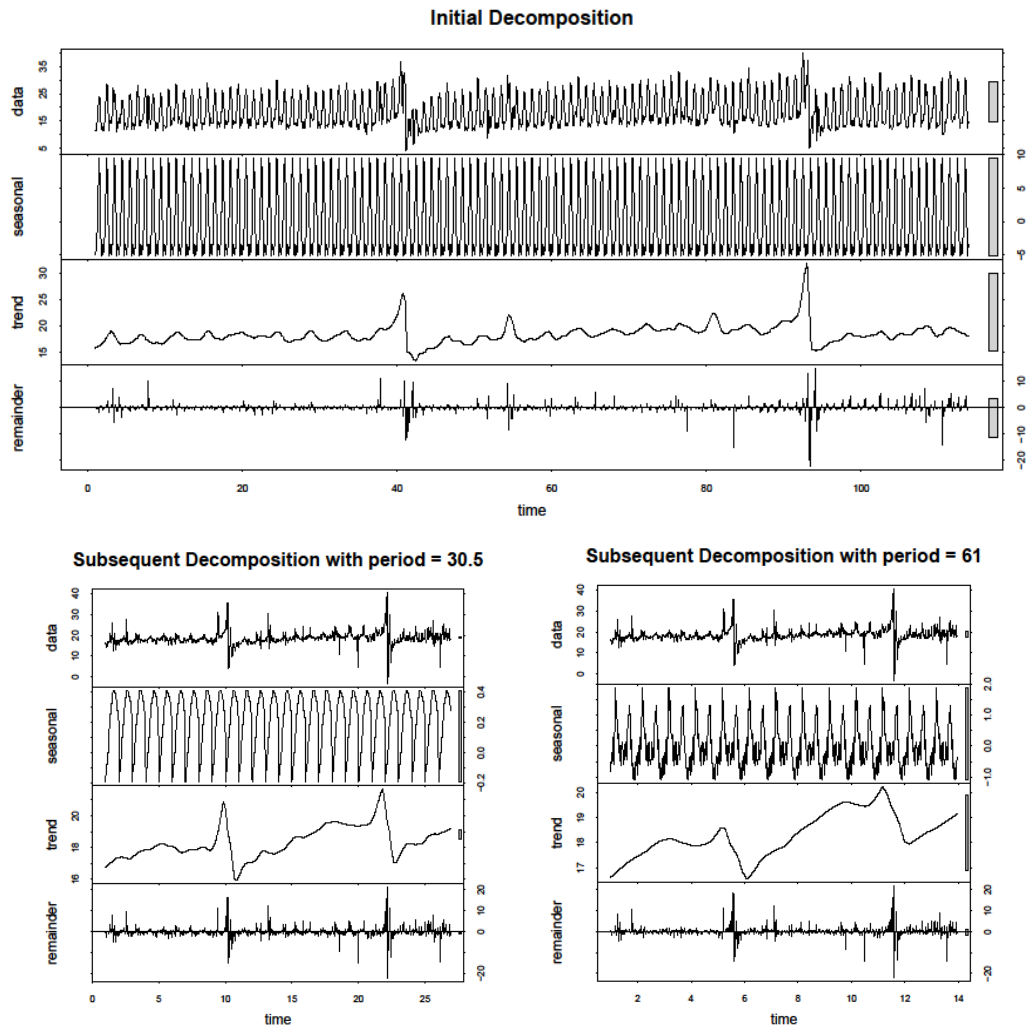 Initial Decomposition
data
5 15 25 35
seasonal
−5 0 5 10
trend
15 20 25 30
remainder
−20 −10 0 10
0 20 40 60 80 100
time
Subsequent Decomposition with period = 30.5
data
0 10 20 30 40
seasonal
−0.2 0.0 0.2 0.4
trend
16 18 20
remainder
−20 0 10 20
0 5 10 15 20 25
time
Subsequent Decomposition with period = 61
data
0 10 20 30 40
seasonal
−1.0 0.0 1.0 2.0
trend
17 18 19 20
remainder
−20 0 10 20
2 4 6 8 10 12 14
time